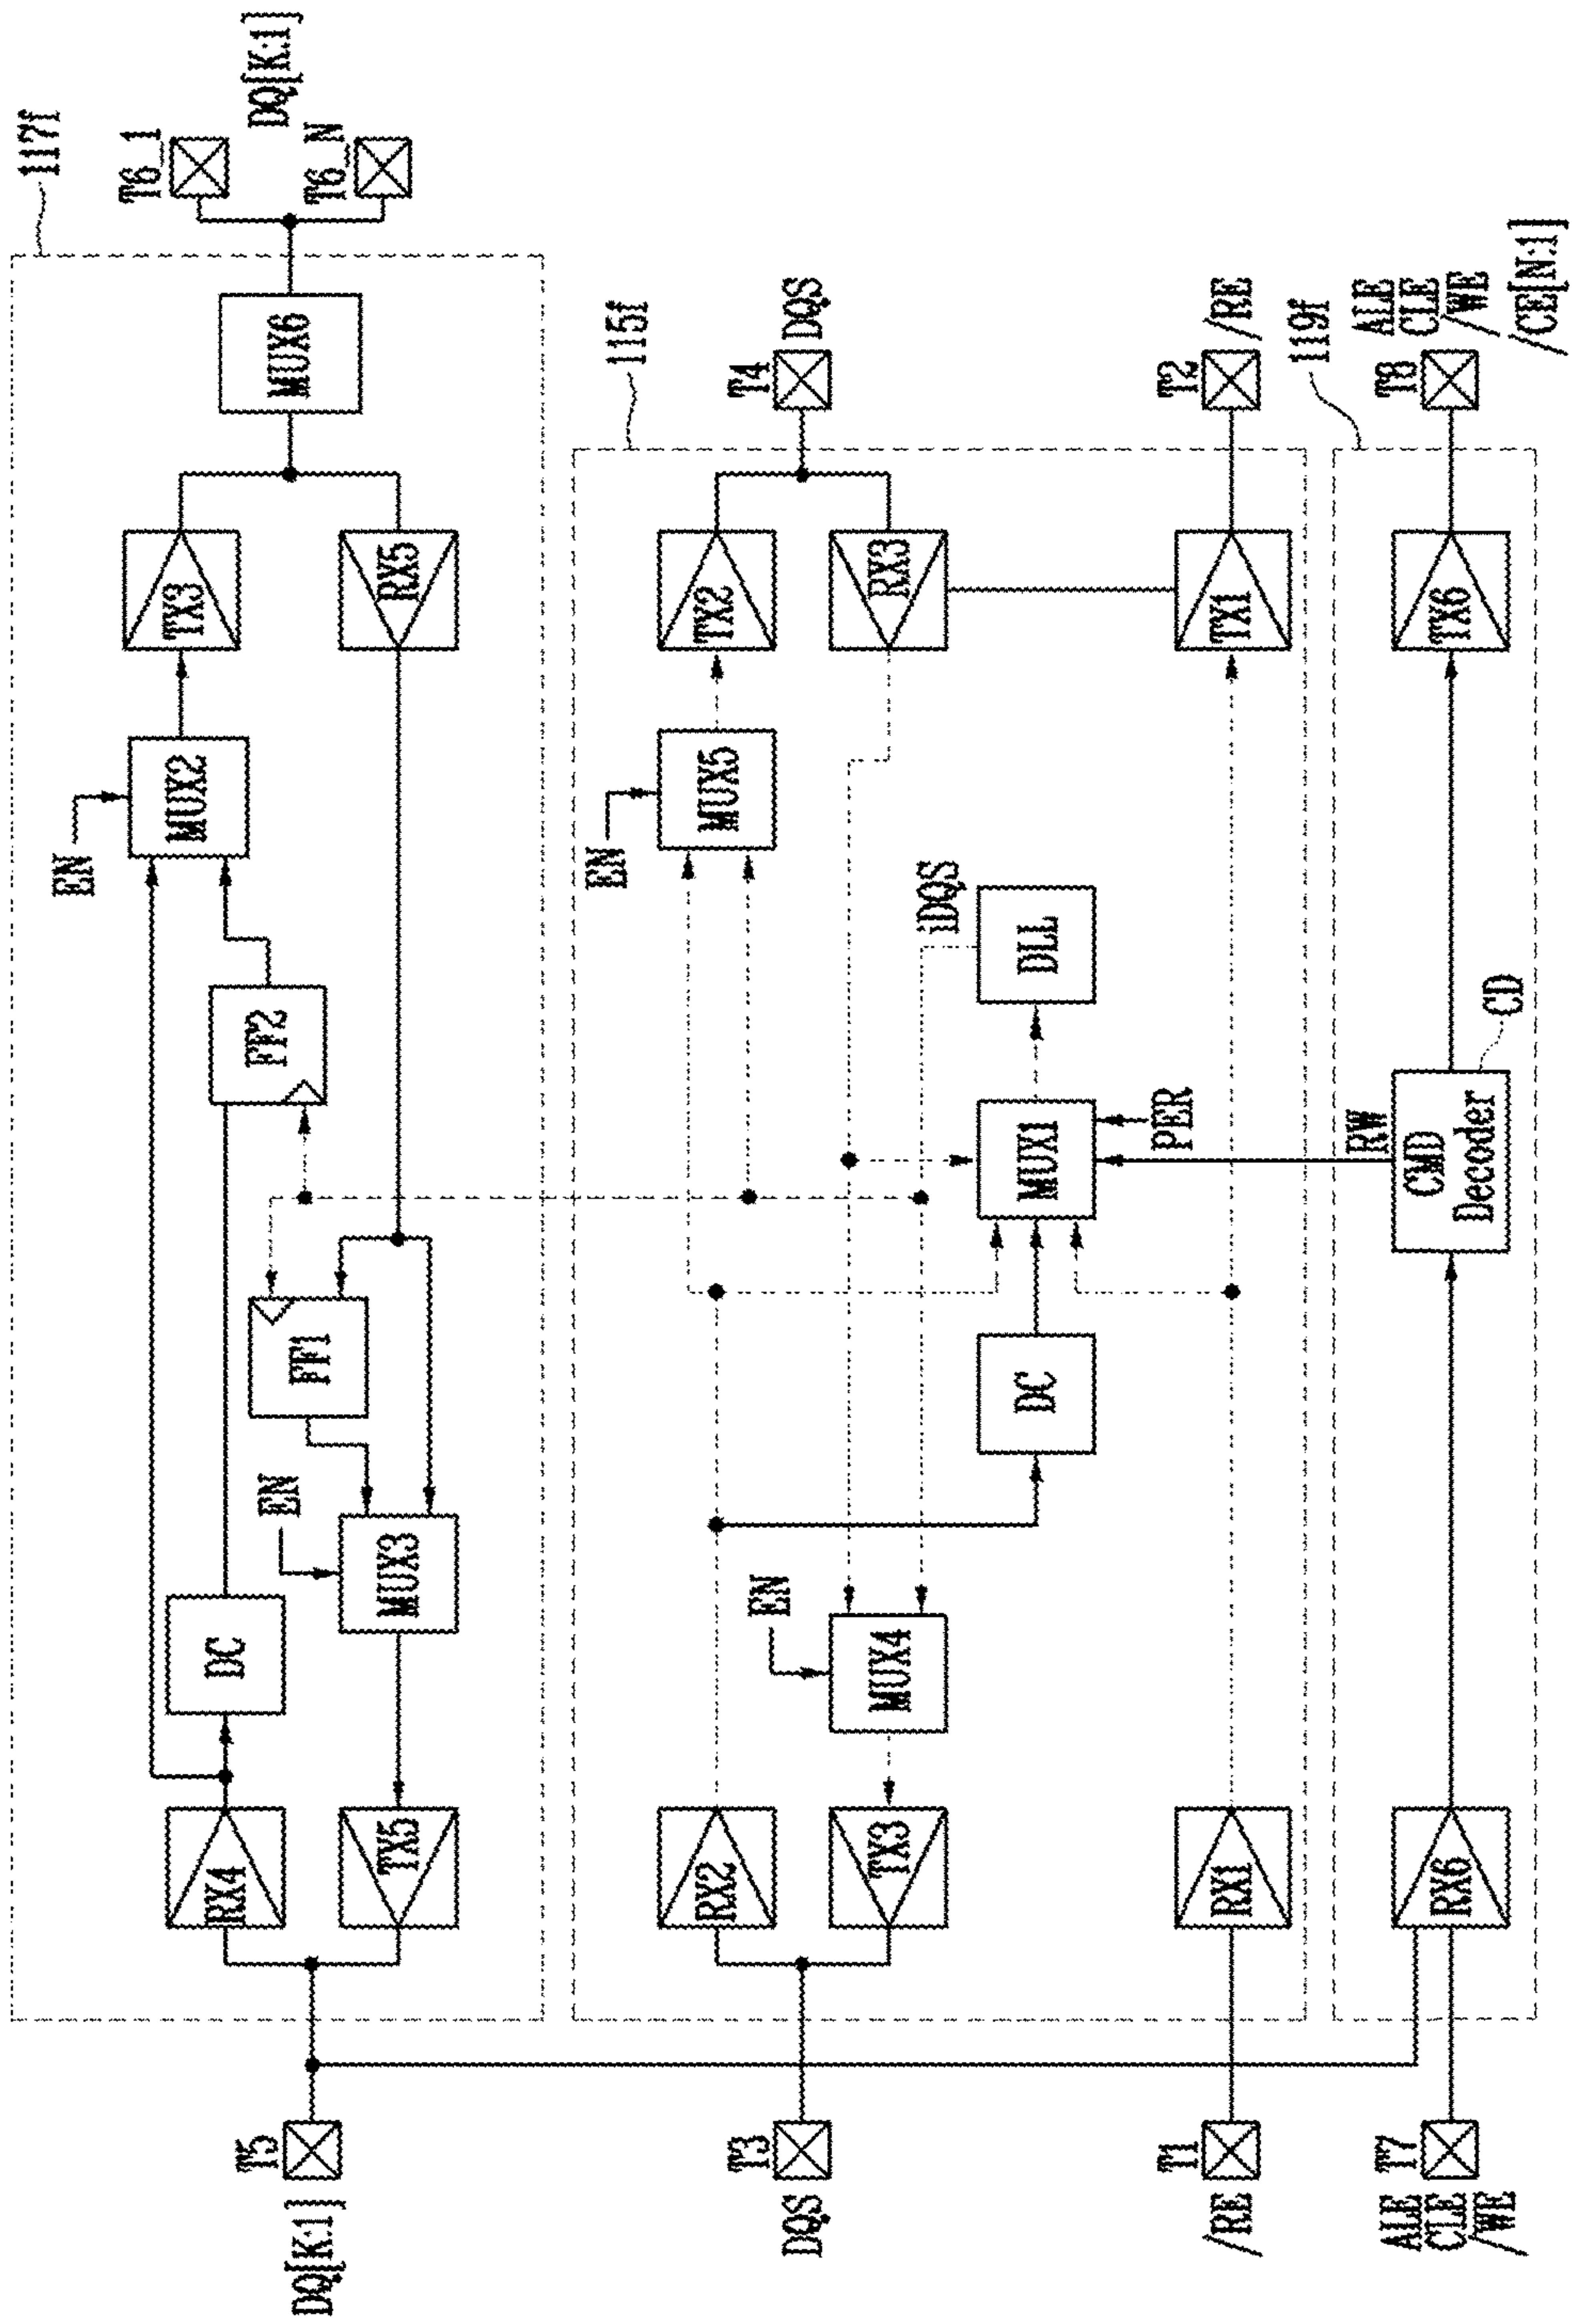 117f
T6_1
DQ[K:1]
T6_N
MUX6
TX3
RX5
EN
MUX2
FF2
FF1
EN
MUX3
DC
RX4
TX5
T5
DQ[K:1]
115f
T4
DQS
TX2
RX3
EN
MUX5
iDQS
DLL
MUX1
PER
DC
EN
MUX4
RX2
TX3
T3
DQS
T2
/RE
TX1
RX1
T1
/RE
119f
T8
ALE
CLE
/WE
/CE[N:1]
TX6
RW
CMD
Decoder
CD
RX6
T7
ALE
CLE
/WE